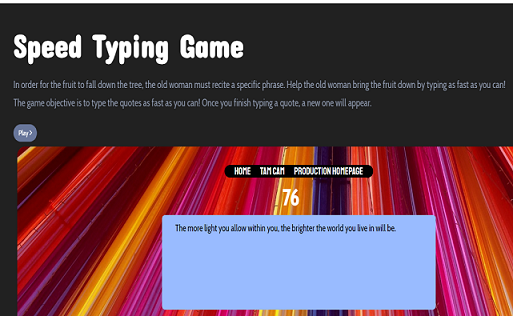 Speed Typing Game
In order for the fruit to fall down the tree, the old woman must recite a specific phrase. Help the old woman bring the fruit down by typing as fast as you can!
The game objective is to type the quotes as fast as you can! Once you finish typing a quote, a new one will appear.
Play >
HOME TAM CAM PRODUCTION HOMEPAGE
76
The more light you allow within you, the brighter the world you live in will be.